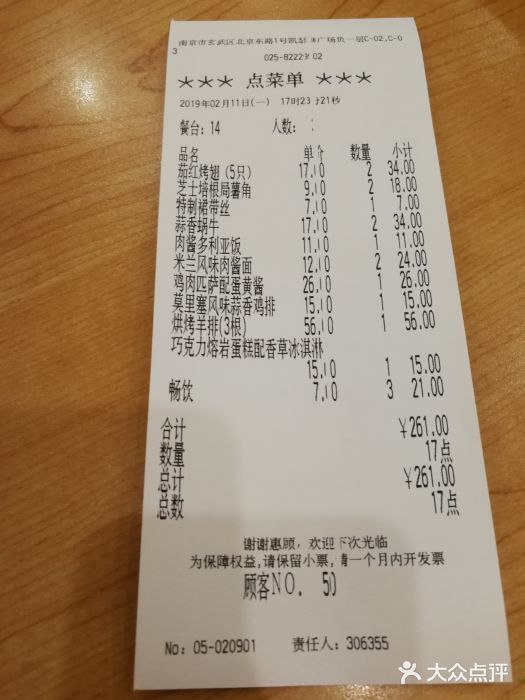 南京市玄武区北京东路1号凯瑟 广场负一层C-02,C-0
3
025-8222 02
★★★ 点菜单 ★★★
2019年02月11日(一) 17时23 21秒
餐台: 14 人数:
品名 单 数量 小计
茄红烤翅 (5只) 17. 0 2 34.00
芝士培根焗薯角 9. 0 2 18.00
特制裙带丝 7. 0 1 7.00
蒜香蜗牛 17. 0 2 34.00
肉酱多利亚饭 11. 0 1 11.00
米兰风味肉酱面 12. 0 2 24.00
鸡肉匹萨配蛋黄酱 26. 0 1 26.00
莫里塞风味蒜香鸡排 15. 0 1 15.00
烘烤羊排(3根) 56. 0 1 56.00
巧克力熔岩蛋糕配香草冰淇淋
15. 0 1 15.00
畅饮 7. 0 3 21.00
合计 ¥261.00
数量 17点
总计 ¥261.00
总数 17点
谢谢惠顾, 欢迎下次光临
为保障权益,请保留小票, 请一个月内开发票
顾客NO. 50
No: 05-020901 责任人: 306355
大众点评